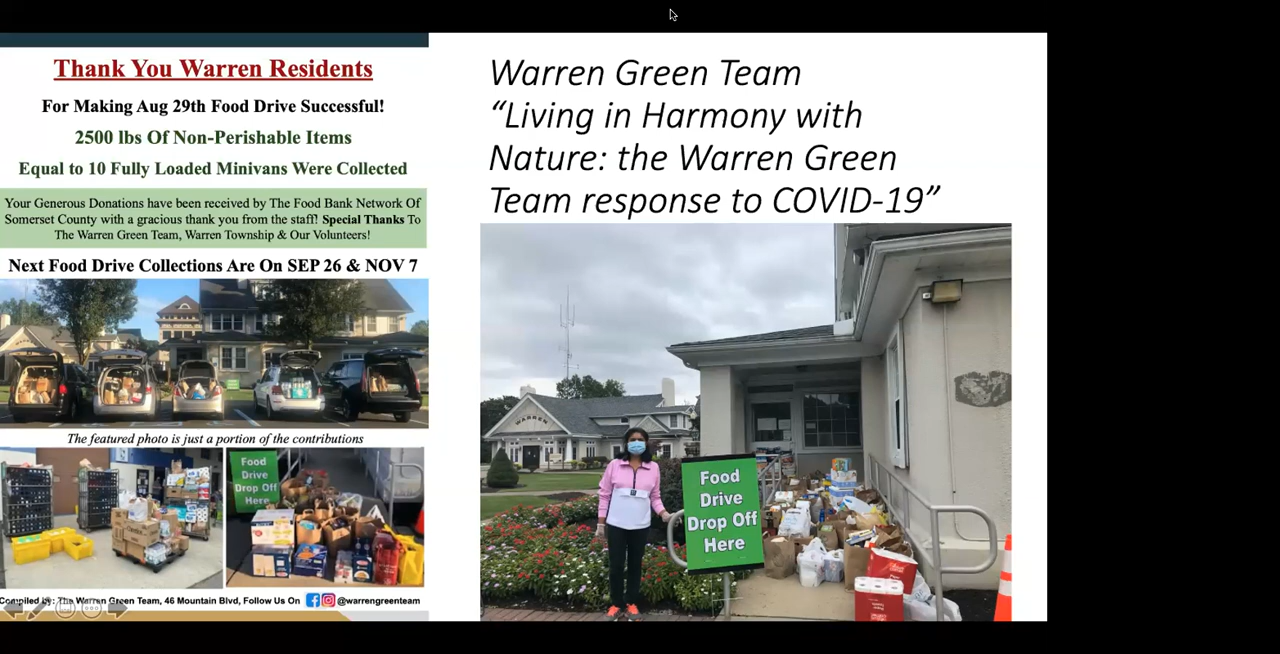 Thank You Warren Residents
For Making Aug 29th Food Drive Successful!
2500 lbs Of Non-Perishable Items
Equal to 10 Fully Loaded Minivans Were Collected
Your Generous Donations have been received by The Food Bank Network Of
Somerset County with a gracious thank you from the staff! Special Thanks To
The Warren Green Team, Warren Township & Our Volunteers!
Next Food Drive Collections Are On SEP 26 & NOV 7
The featured photo is just a portion of the contributions
Food
Drive
Drop Off
Here
Compiled by: The Warren Green Team, 46 Mountain Blvd, Follow Us On @warrengreenteam
Warren Green Team
“Living in Harmony with
Nature: the Warren Green
Team response to COVID-19”
WARREN
Food
Drive
Drop Off
Here